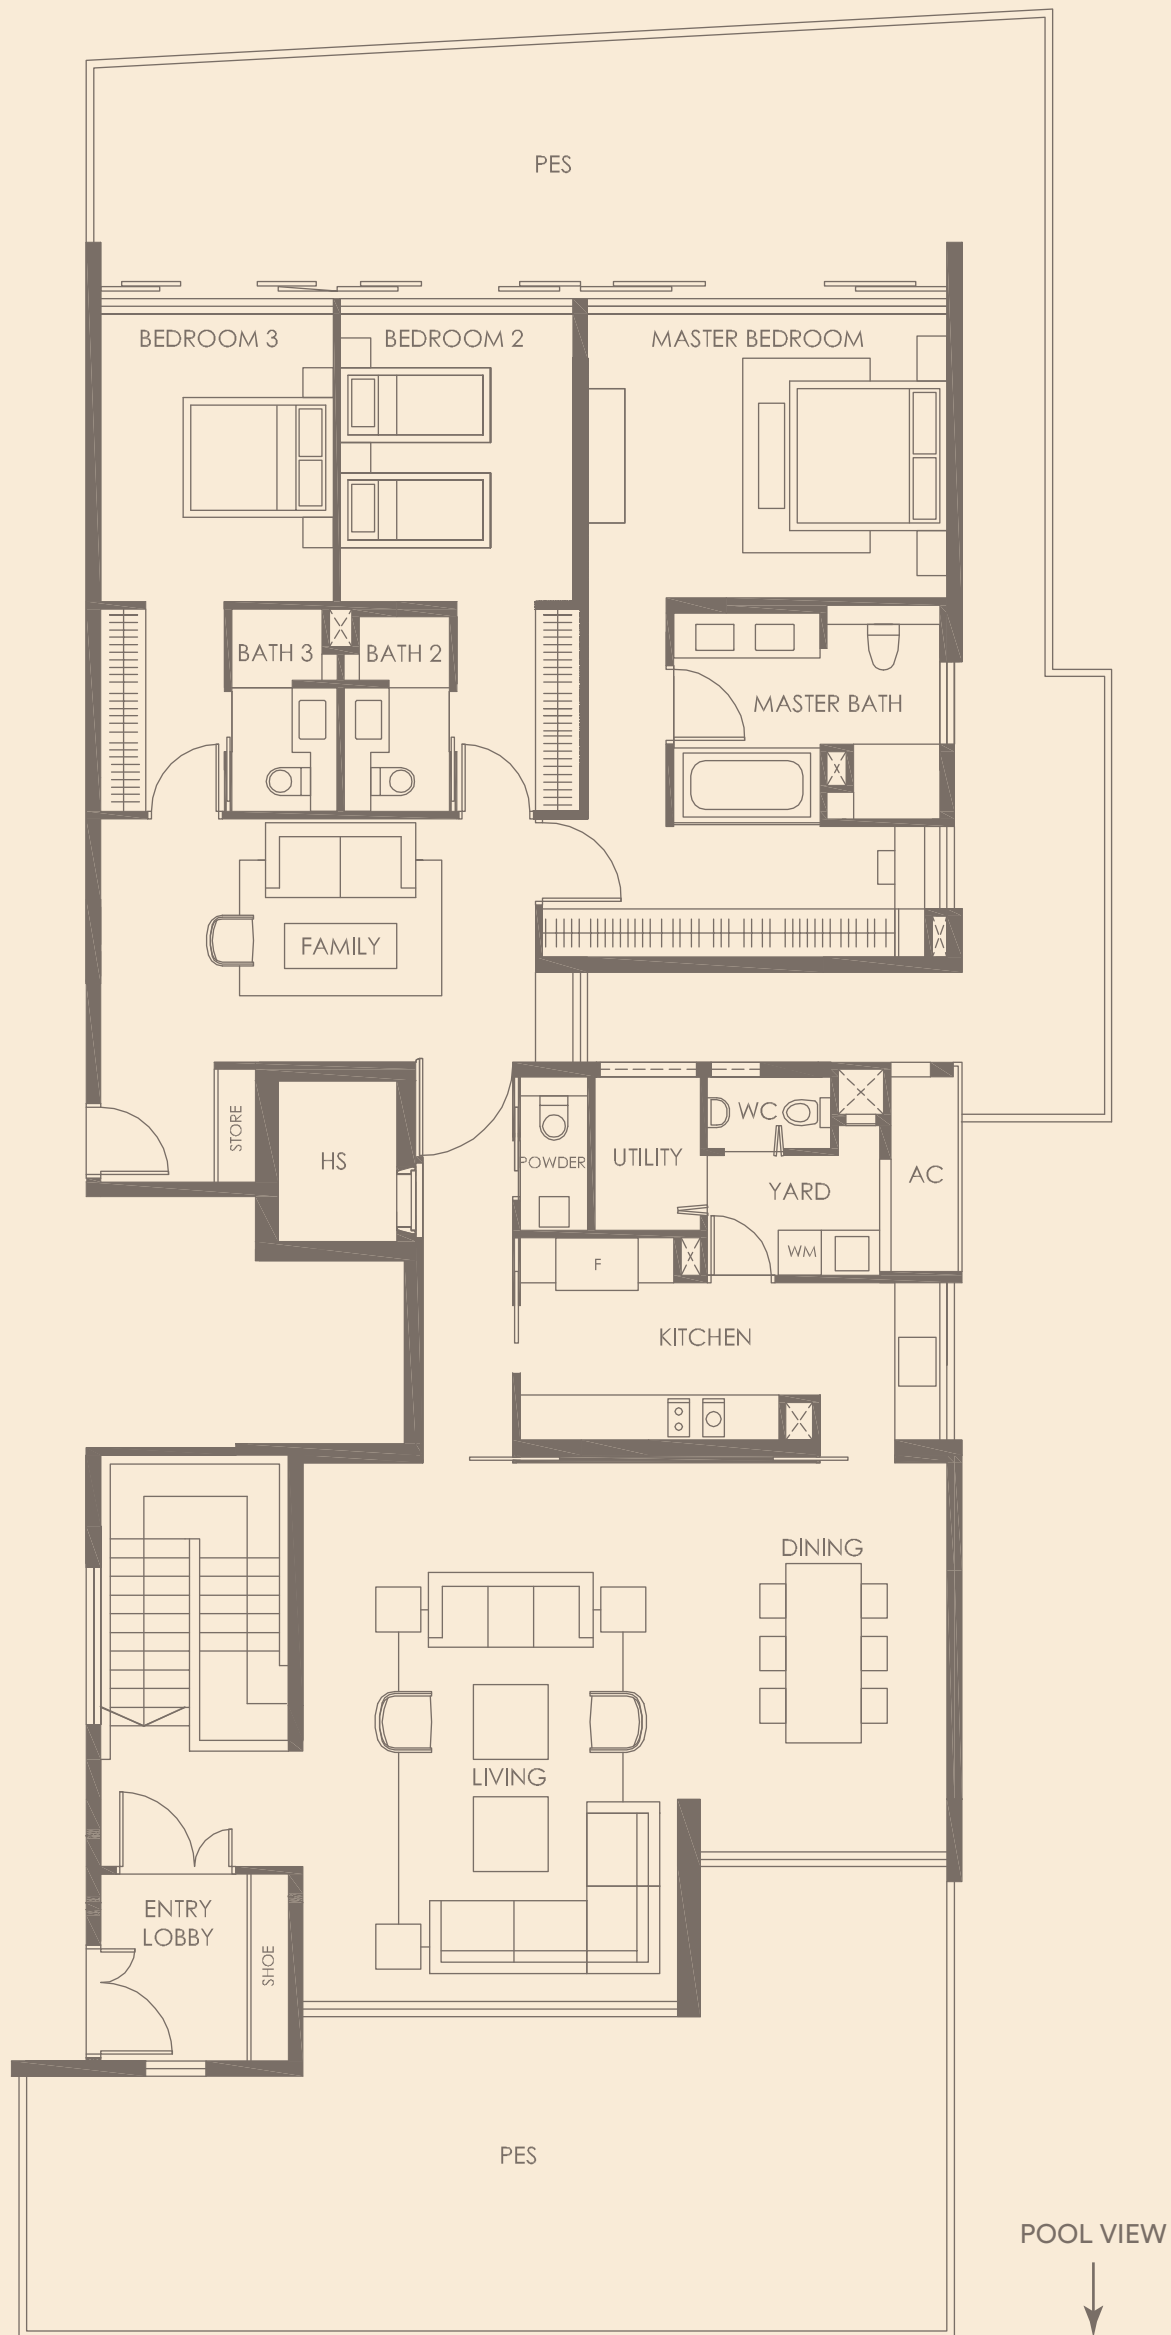 PES
BEDROOM 3
BEDROOM 2
MASTER BEDROOM
BATH 3
BATH 2
MASTER BATH
FAMILY
STORE
HS
POWDER
UTILITY
WC
YARD
AC
WM
F
KITCHEN
DINING
LIVING
ENTRY
LOBBY
SHOE
PES
POOL VIEW